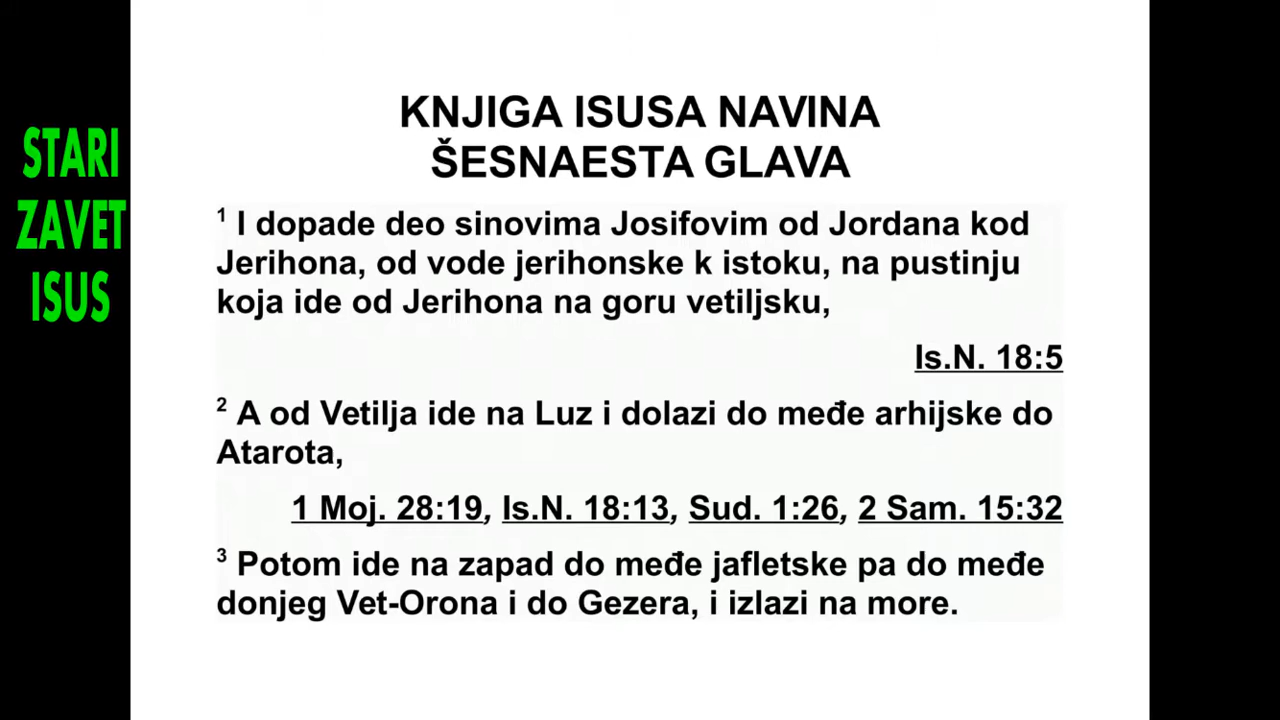 STARI
ZAVET
ISUS
KNJIGA ISUSA NAVINA
ŠESNAESTA GLAVA
1 I dopade deo sinovima Josifovim od Jordana kod
Jerihona, od vode jerihonske k istoku, na pustinju
koja ide od Jerihona na goru vetiljsku,
Is.N. 18:5
2 A od Vetilja ide na Luz i dolazi do međe arhijske do
Atarota,
1 Moj. 28:19, Is.N. 18:13, Sud. 1:26, 2 Sam. 15:32
3 Potom ide na zapad do međe jafletske pa do međe
donjeg Vet-Orona i do Gezera, i izlazi na more.